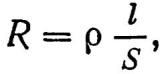 R = ρ l/S,